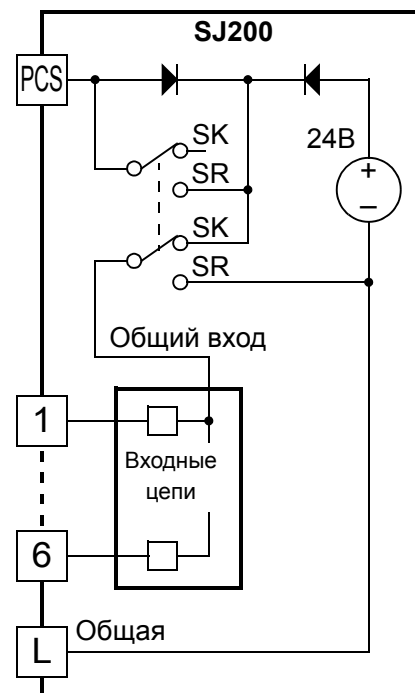 SJ200
PCS
SK
24В
SR
+
SK
–
SR
Общий вход
1
Входные
цепи
6
Общая
L